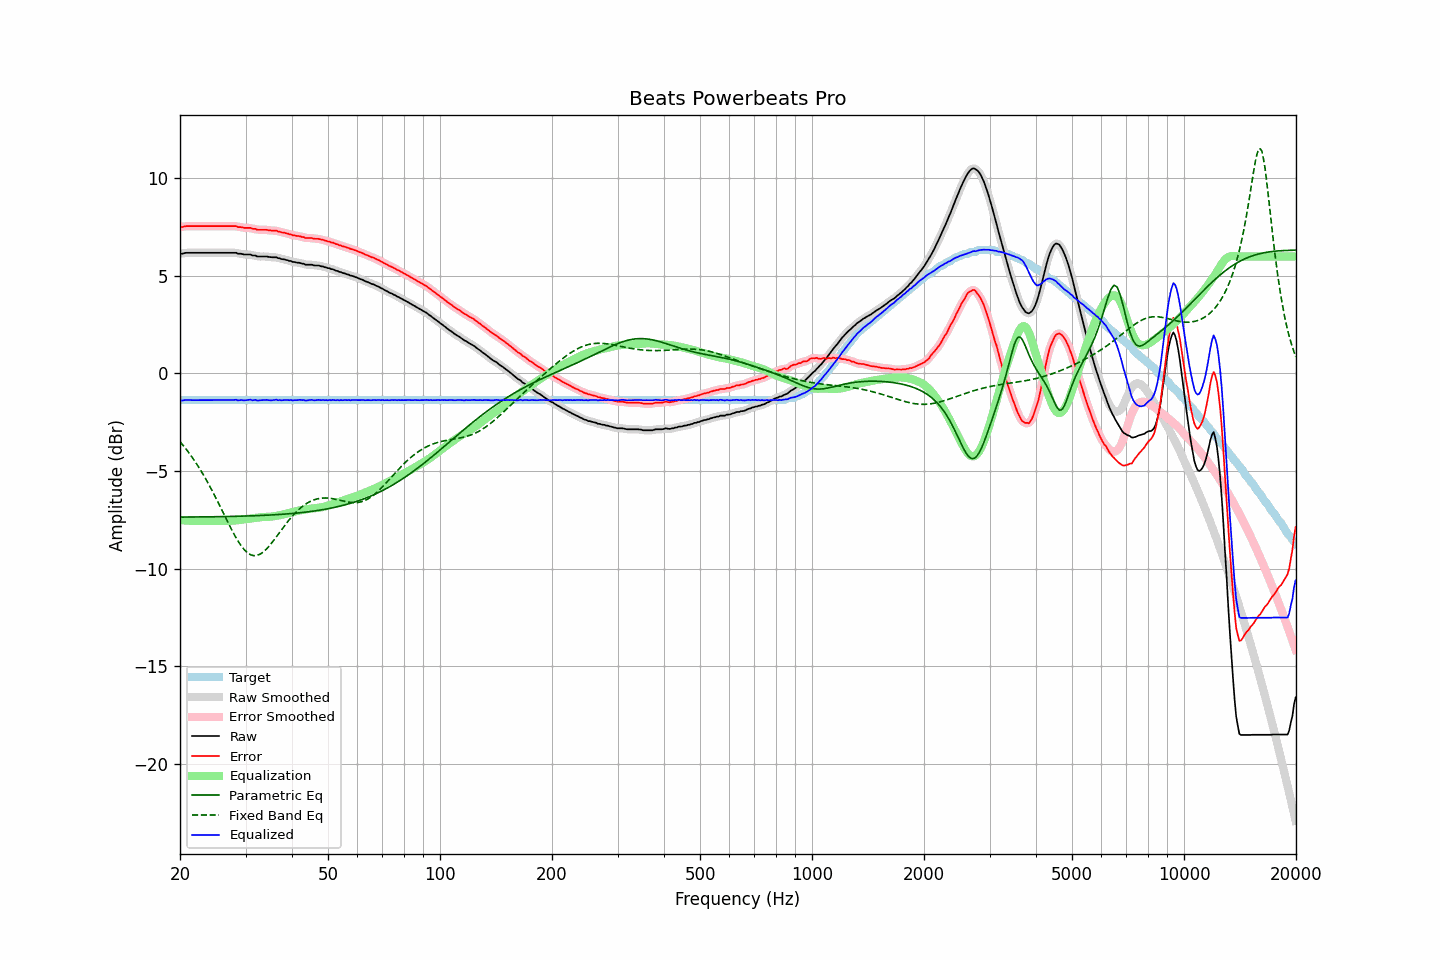 Beats Powerbeats Pro
Amplitude (dBr)
10
5
0
−5
−10
−15
−20
Target
Raw Smoothed
Error Smoothed
Raw
Error
Equalization
Parametric Eq
Fixed Band Eq
Equalized
20
50
100
200
500
1000
2000
5000
10000
20000
Frequency (Hz)